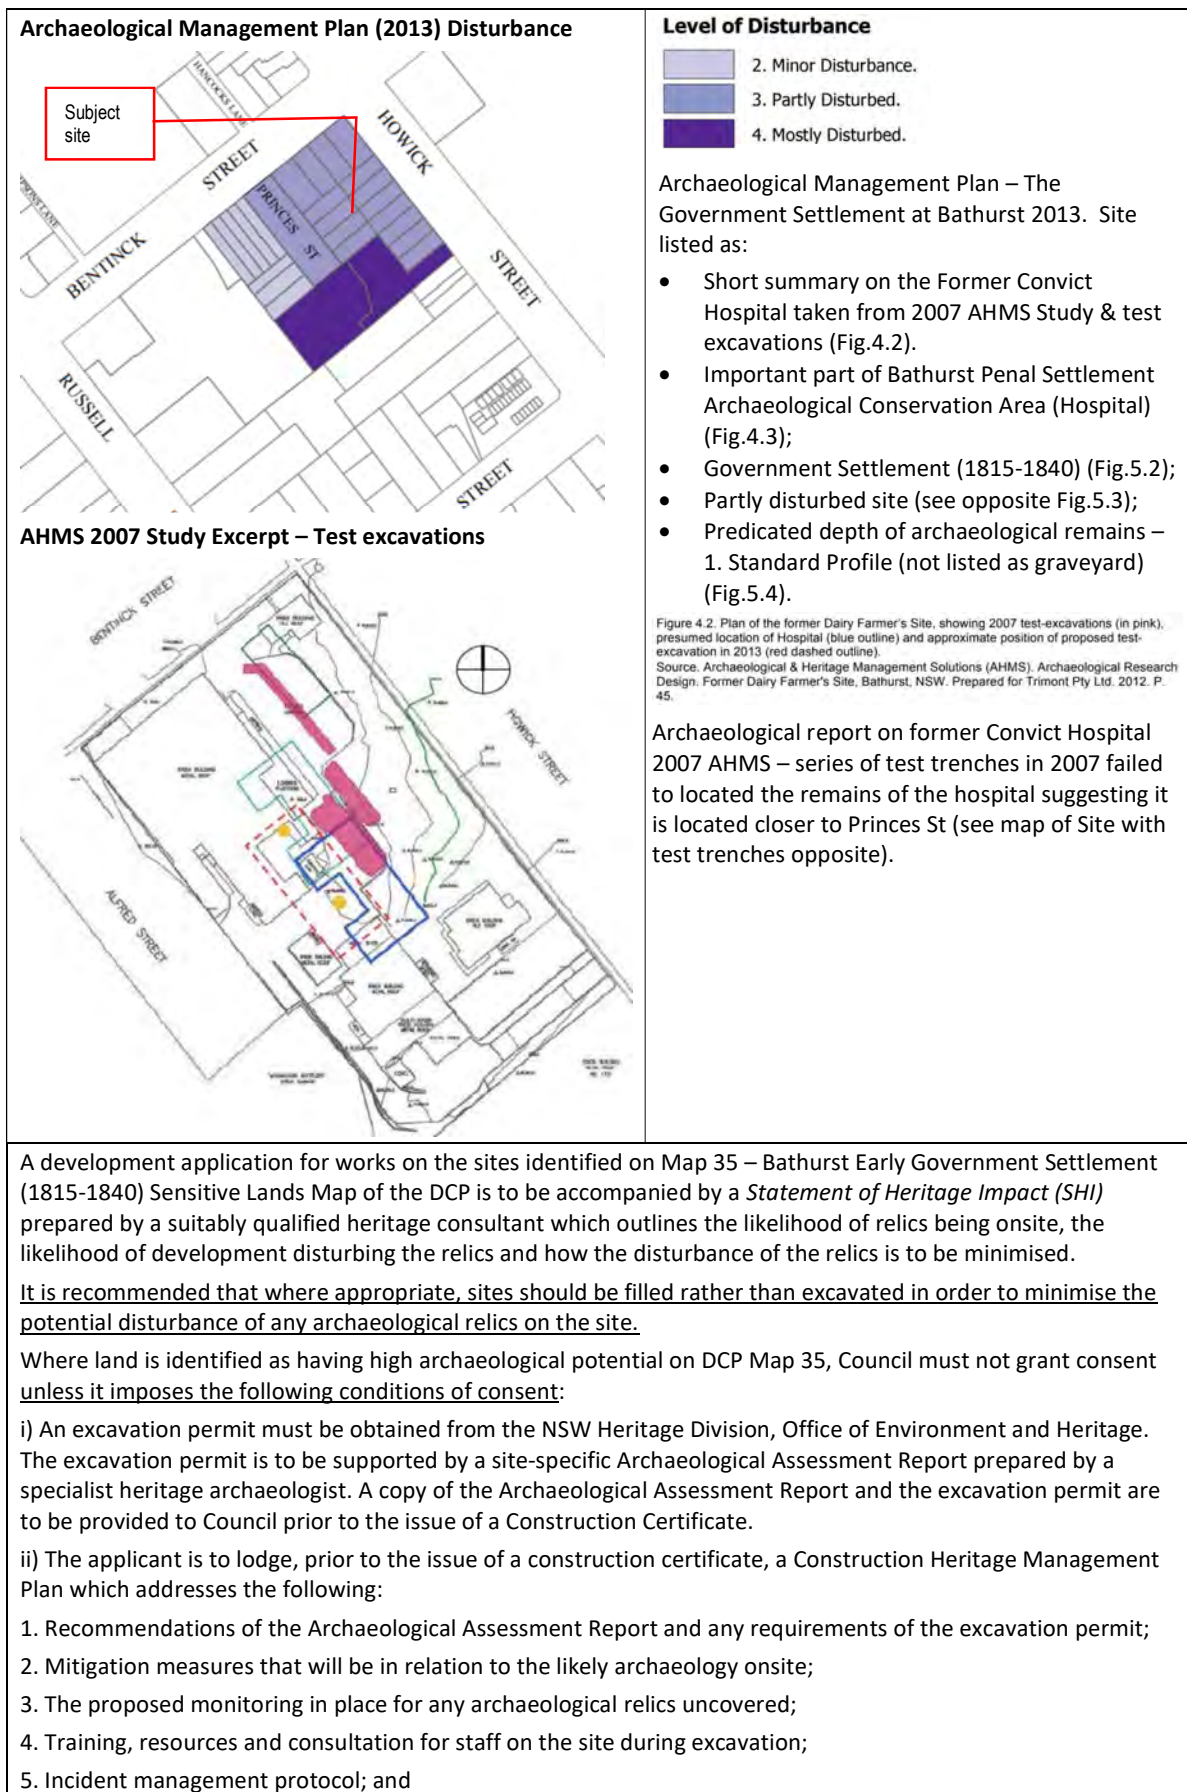 Archaeological Management Plan (2013) Disturbance
Subject
site
HANCOCKS LANE
HOWICK
STREET
BENTINCK
STREET
PRINCES ST
RUSSELL
STREET
AHMS 2007 Study Excerpt – Test excavations
BENTINCK STREET
HOWICK STREET
ALFRED STREET
Level of Disturbance
2. Minor Disturbance.
3. Partly Disturbed.
4. Mostly Disturbed.
Archaeological Management Plan – The
Government Settlement at Bathurst 2013. Site
listed as:
• Short summary on the Former Convict
Hospital taken from 2007 AHMS Study & test
excavations (Fig.4.2).
• Important part of Bathurst Penal Settlement
Archaeological Conservation Area (Hospital)
(Fig.4.3);
• Government Settlement (1815-1840) (Fig.5.2);
• Partly disturbed site (see opposite Fig.5.3);
• Predicated depth of archaeological remains –
1. Standard Profile (not listed as graveyard)
(Fig.5.4).
Figure 4.2. Plan of the former Dairy Farmer's Site, showing 2007 test-excavations (in pink),
presumed location of Hospital (blue outline) and approximate position of proposed test-
excavation in 2013 (red dashed outline).
Source. Archaeological & Heritage Management Solutions (AHMS). Archaeological Research
Design. Former Dairy Farmer's Site, Bathurst, NSW. Prepared for Trimont Pty Ltd. 2012. P.
45.
Archaeological report on former Convict Hospital
2007 AHMS – series of test trenches in 2007 failed
to located the remains of the hospital suggesting it
is located closer to Princes St (see map of Site with
test trenches opposite).
A development application for works on the sites identified on Map 35 – Bathurst Early Government Settlement
(1815-1840) Sensitive Lands Map of the DCP is to be accompanied by a Statement of Heritage Impact (SHI)
prepared by a suitably qualified heritage consultant which outlines the likelihood of relics being onsite, the
likelihood of development disturbing the relics and how the disturbance of the relics is to be minimised.
It is recommended that where appropriate, sites should be filled rather than excavated in order to minimise the
potential disturbance of any archaeological relics on the site.
Where land is identified as having high archaeological potential on DCP Map 35, Council must not grant consent
unless it imposes the following conditions of consent:
i) An excavation permit must be obtained from the NSW Heritage Division, Office of Environment and Heritage.
The excavation permit is to be supported by a site-specific Archaeological Assessment Report prepared by a
specialist heritage archaeologist. A copy of the Archaeological Assessment Report and the excavation permit are
to be provided to Council prior to the issue of a Construction Certificate.
ii) The applicant is to lodge, prior to the issue of a construction certificate, a Construction Heritage Management
Plan which addresses the following:
1. Recommendations of the Archaeological Assessment Report and any requirements of the excavation permit;
2. Mitigation measures that will be in relation to the likely archaeology onsite;
3. The proposed monitoring in place for any archaeological relics uncovered;
4. Training, resources and consultation for staff on the site during excavation;
5. Incident management protocol; and